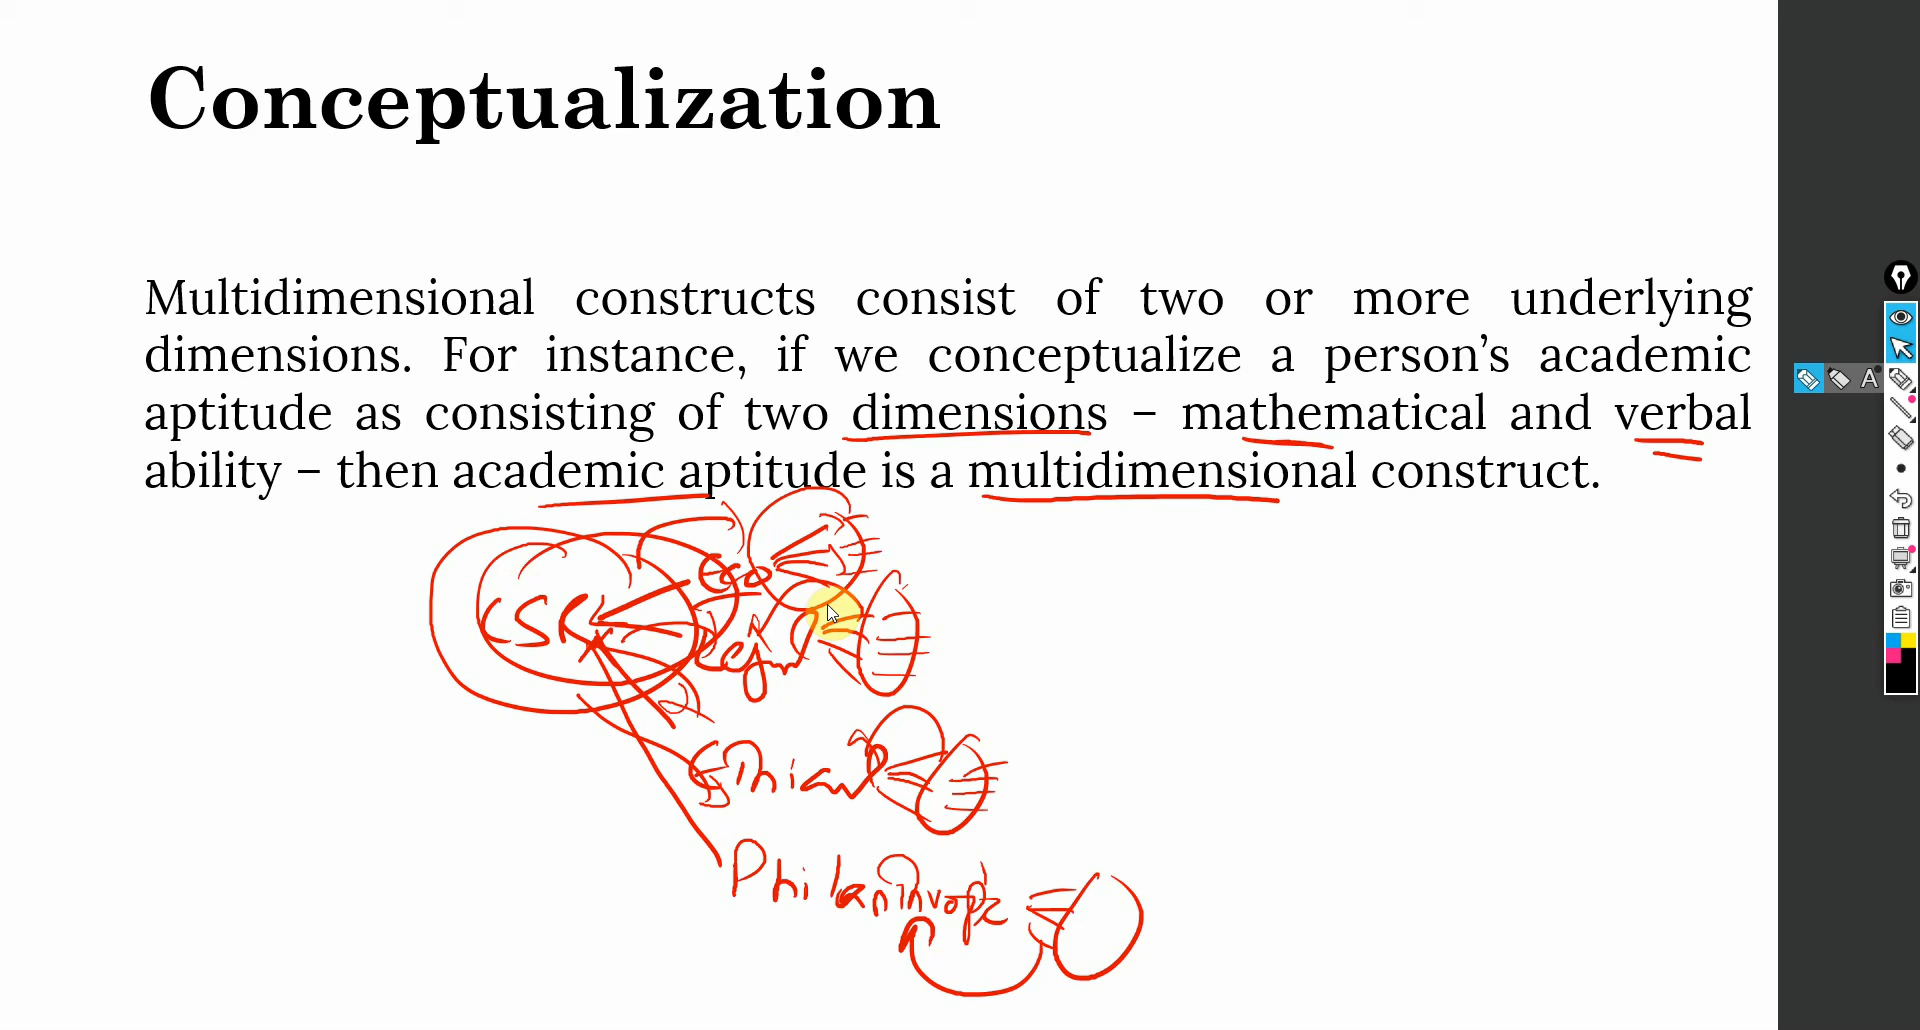 Conceptualization
Multidimensional constructs consist of two or more underlying
dimensions. For instance, if we conceptualize a person’s academic
aptitude as consisting of two dimensions – mathematical and verbal
ability – then academic aptitude is a multidimensional construct.
A
Eco
CSR
Legal
Ethical
Philanthropic